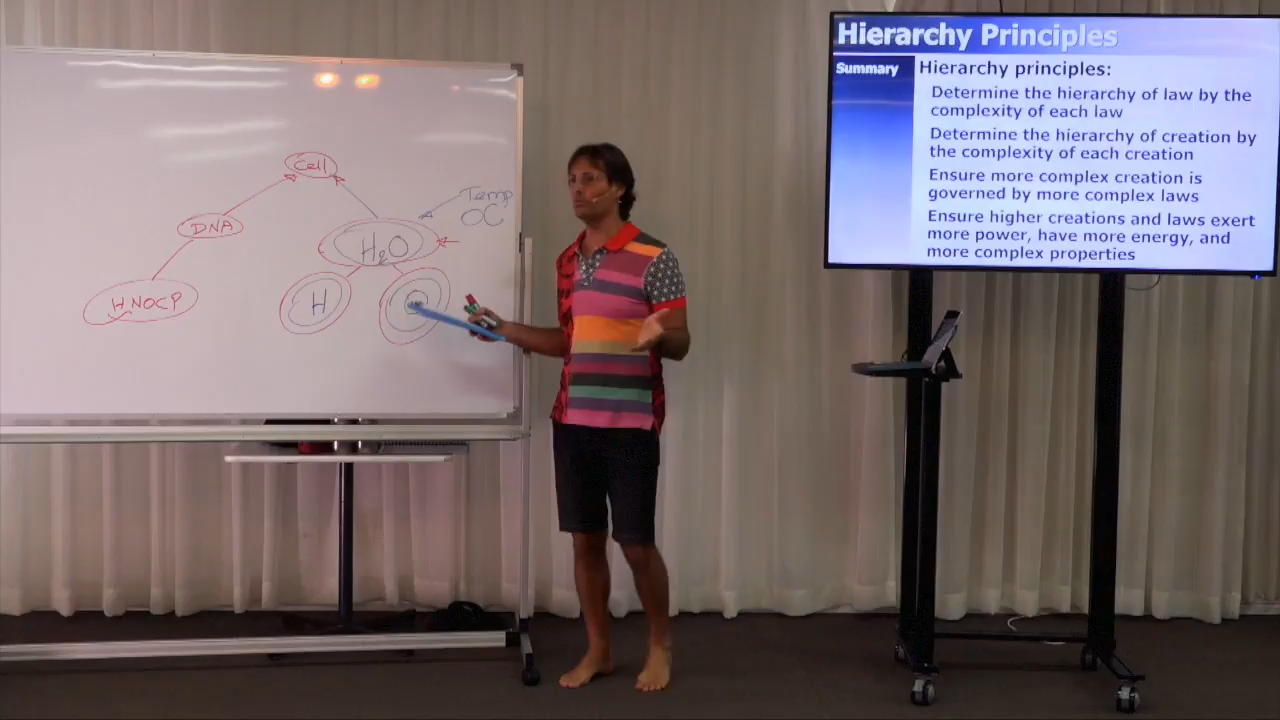 Cell
DNA
H2O
Temp
0C
HNOCP
H
O
Hierarchy Principles
Summary
Hierarchy principles:
Determine the hierarchy of law by the
complexity of each law
Determine the hierarchy of creation by
the complexity of each creation
Ensure more complex creation is
governed by more complex laws
Ensure higher creations and laws exert
more power, have more energy, and
more complex properties